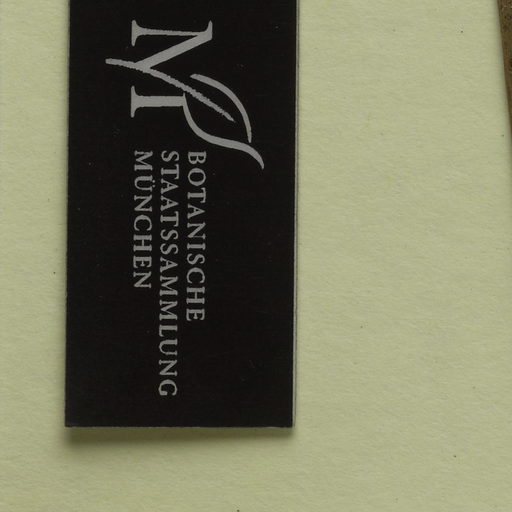 M
BOTANISCHE
STAATSSAMMLUNG
MÜNCHEN